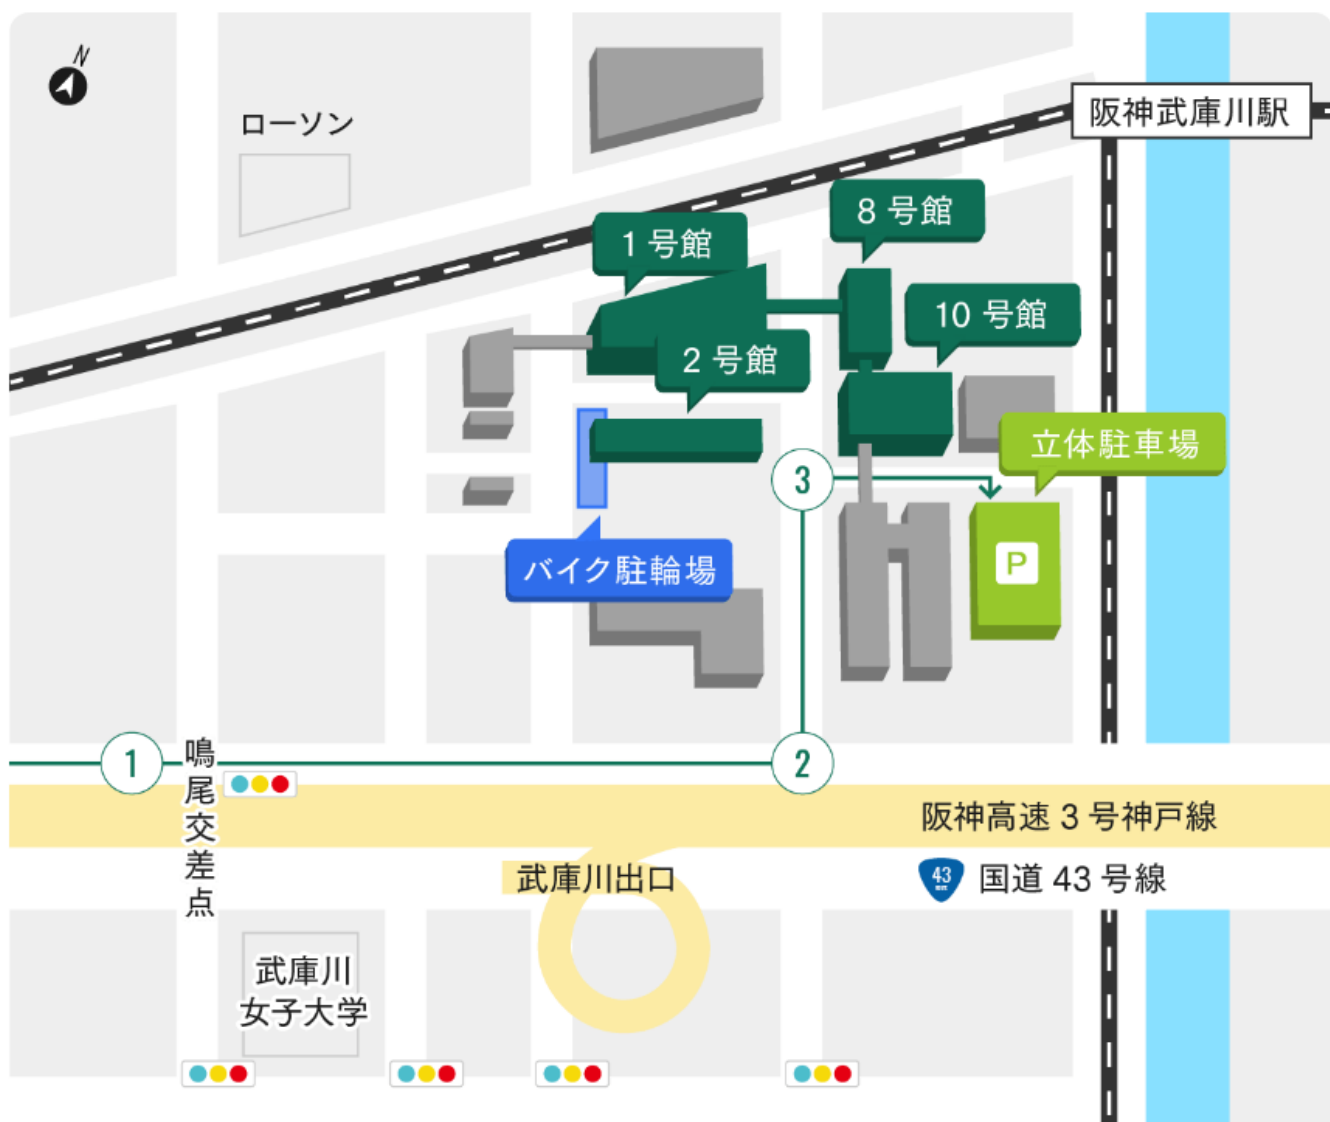 N
ローソン
阪神武庫川駅
8 号館
1 号館
10 号館
2 号館
立体駐車場
3
P
バイク駐輪場
1
鳴尾交差点
2
阪神高速 3 号神戸線
武庫川出口
43
国道 43 号線
武庫川
女子大学